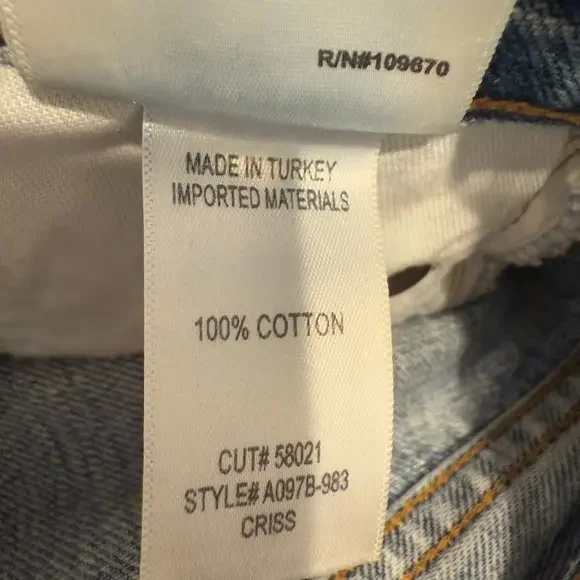 R/N#109670
MADE IN TURKEY
IMPORTED MATERIALS
100% COTTON
CUT# 58021
STYLE# A097B-983
CRISS